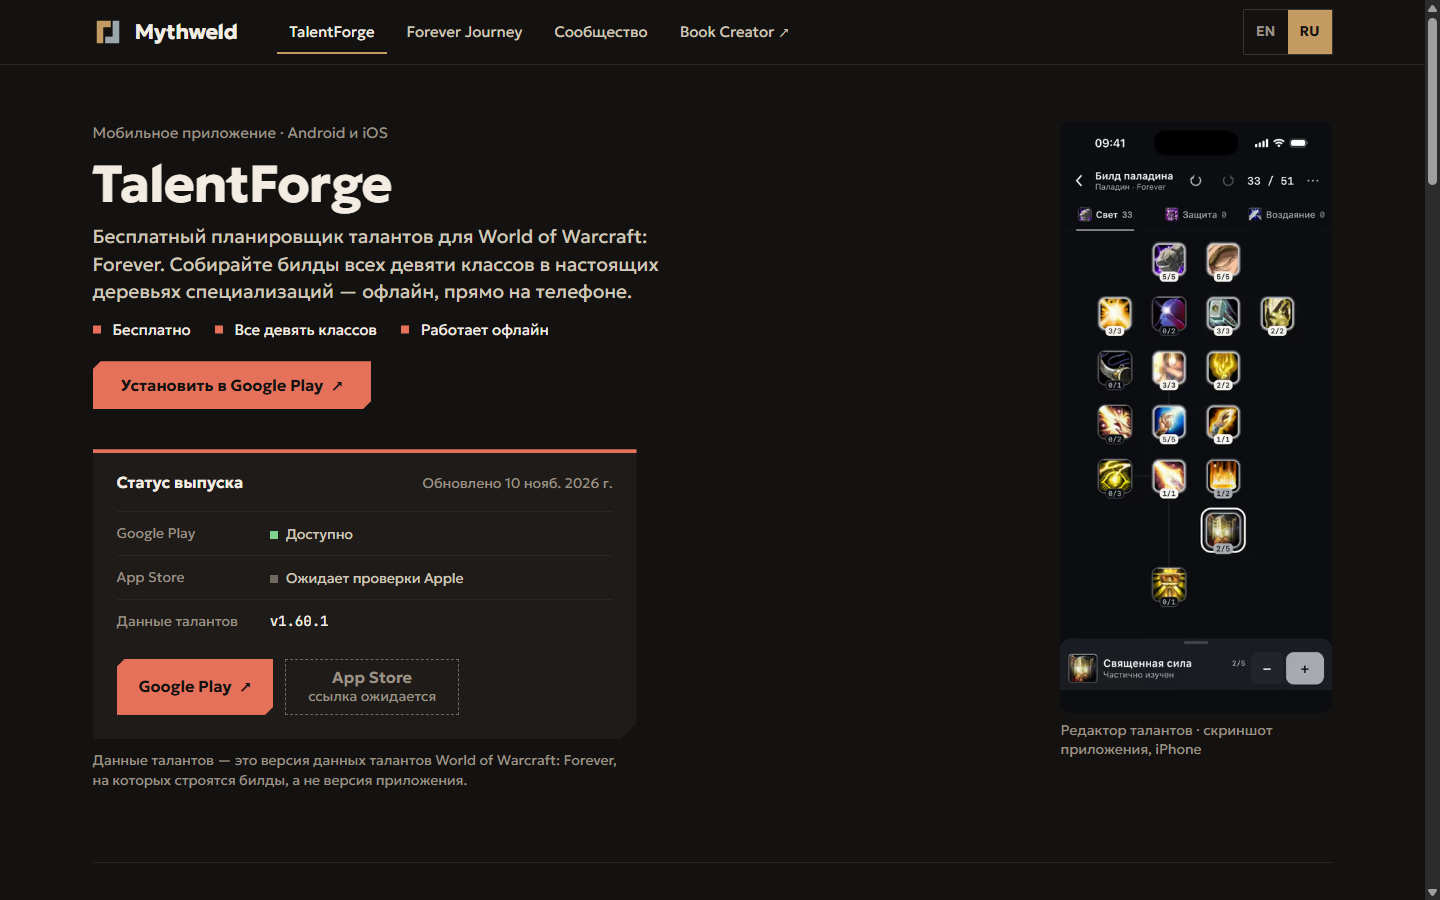 Mythweld
TalentForge
Forever Journey
Сообщество
Book Creator ↗
EN
RU
Мобильное приложение · Android и iOS
TalentForge
Бесплатный планировщик талантов для World of Warcraft:
Forever. Собирайте билды всех девяти классов в настоящих
деревьях специализаций — офлайн, прямо на телефоне.
Бесплатно
Все девять классов
Работает офлайн
Установить в Google Play ↗
Статус выпуска
Обновлено 10 нояб. 2026 г.
Google Play
Доступно
App Store
Ожидает проверки Apple
Данные талантов
v1.60.1
Google Play ↗
App Store
ссылка ожидается
Данные талантов — это версия данных талантов World of Warcraft: Forever,
на которых строятся билды, а не версия приложения.
09:41
Билд паладина
Паладин · Forever
33 / 51
Свет 33
Защита 0
Воздаяние 0
5/5
5/5
3/3
0/2
3/3
2/2
0/1
3/3
2/2
0/2
5/5
1/1
0/3
1/1
1/2
2/5
0/1
Священная сила
Частично изучен
2/5
−
+
Редактор талантов · скриншот
приложения, iPhone